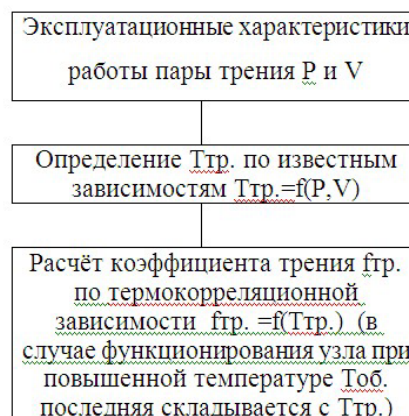 Эксплуатационные характеристики
работы пары трения P и V
Определение Ттр. по известным
зависимостям Ттр.=f(P,V)
Расчёт коэффициента трения fтр.
по термокорреляционной
зависимости fтр. =f(Tтр.) (в
случае функционирования узла при
повышенной температуре Тоб.
последняя складывается с Ттр.)